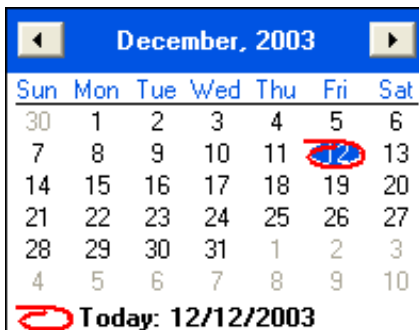 December, 2003
Sun Mon Tue Wed Thu Fri Sat
30 1 2 3 4 5 6
7 8 9 10 11 12 13
14 15 16 17 18 19 20
21 22 23 24 25 26 27
28 29 30 31 1 2 3
4 5 6 7 8 9 10
Today: 12/12/2003